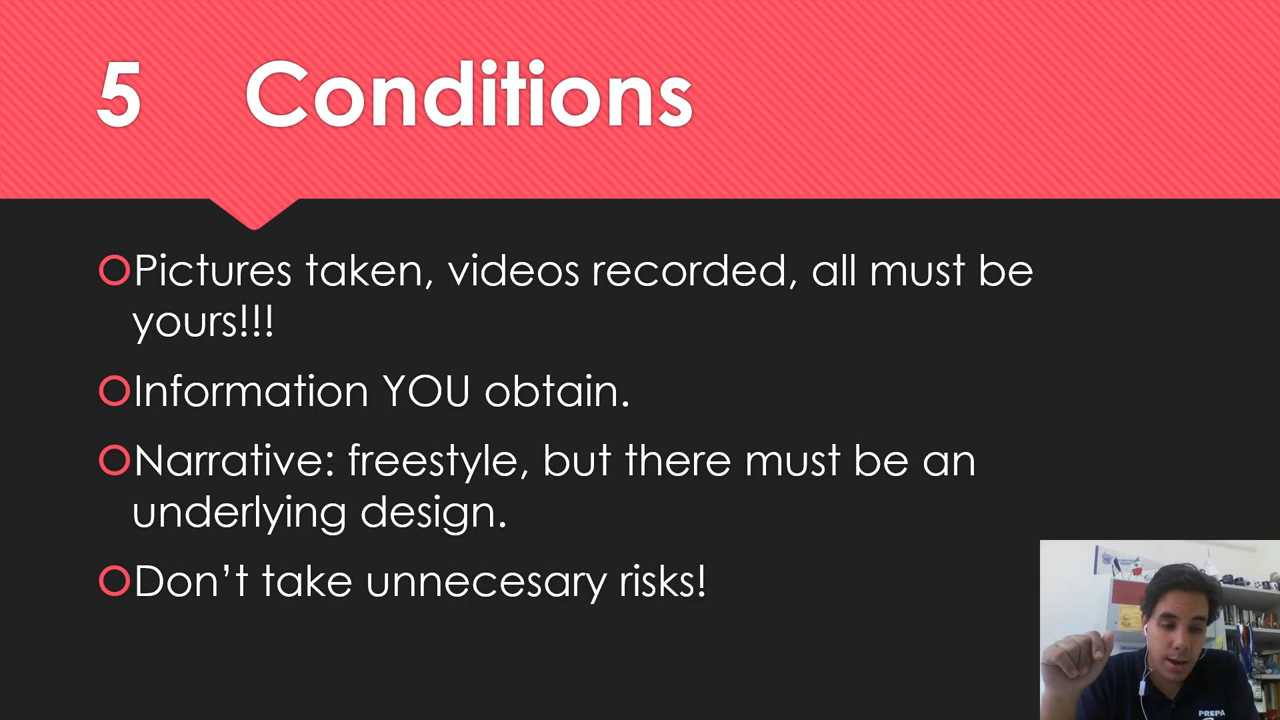 5 Conditions
Pictures taken, videos recorded, all must be
yours!!!
Information YOU obtain.
Narrative: freestyle, but there must be an
underlying design.
Don’t take unnecesary risks!
PREPA